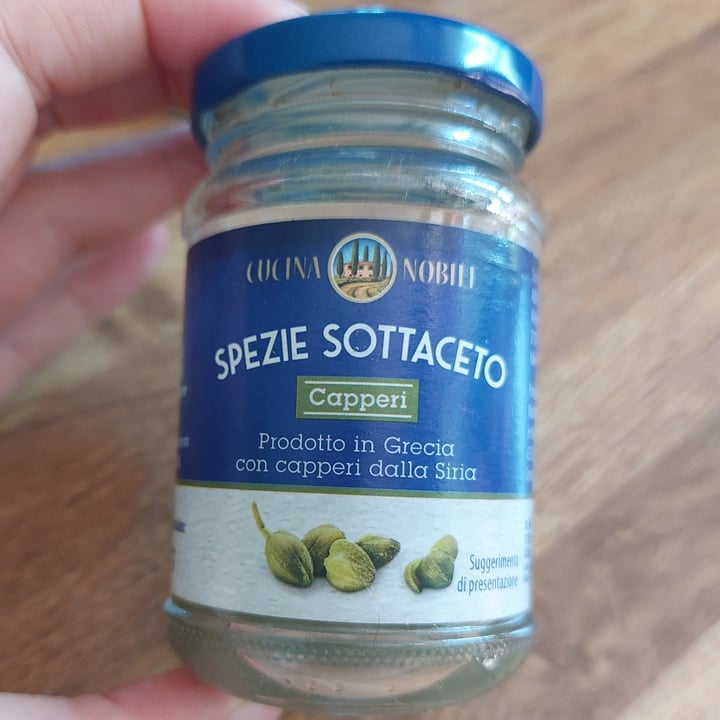 CUCINA NOBILE
SPEZIE SOTTACETO
Capperi
Prodotto in Grecia
con capperi dalla Siria
Suggerimento
di presentazione